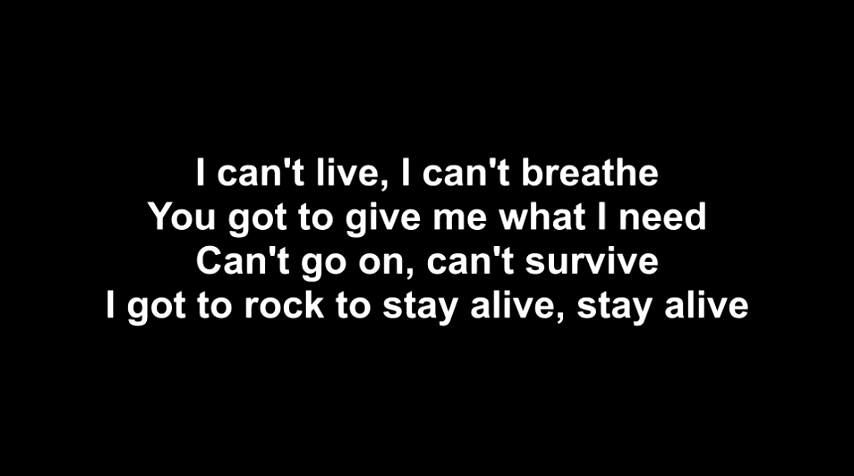 I can't live, I can't breathe
You got to give me what I need
Can't go on, can't survive
I got to rock to stay alive, stay alive